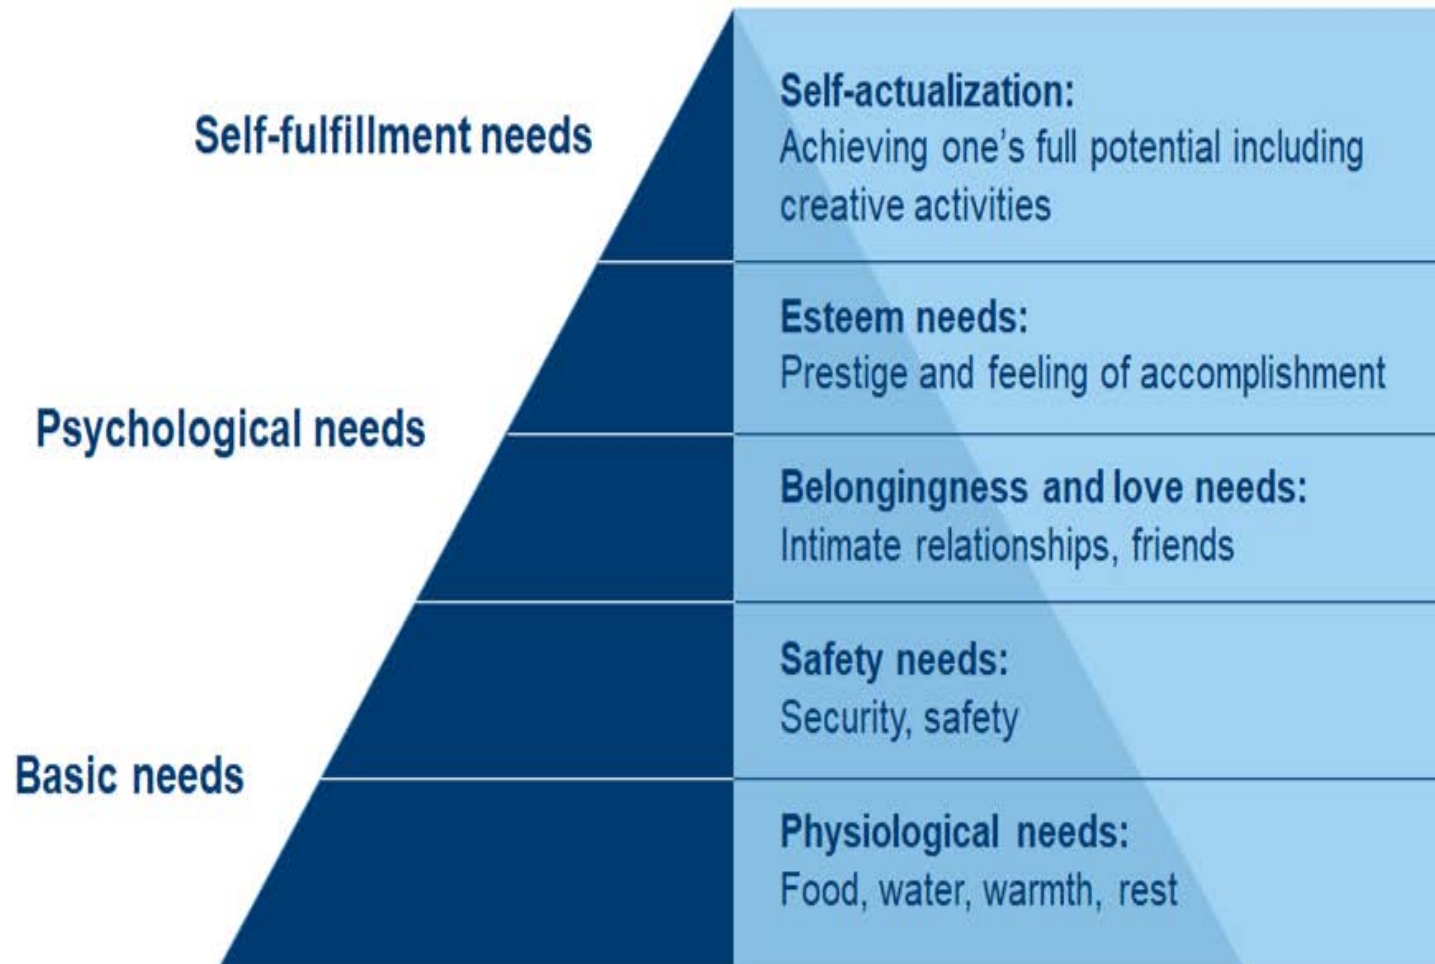 Self-fulfillment needs
Self-actualization:
Achieving one's full potential including
creative activities
Esteem needs:
Prestige and feeling of accomplishment
Psychological needs
Belongingness and love needs:
Intimate relationships, friends
Safety needs:
Security, safety
Basic needs
Physiological needs:
Food, water, warmth, rest